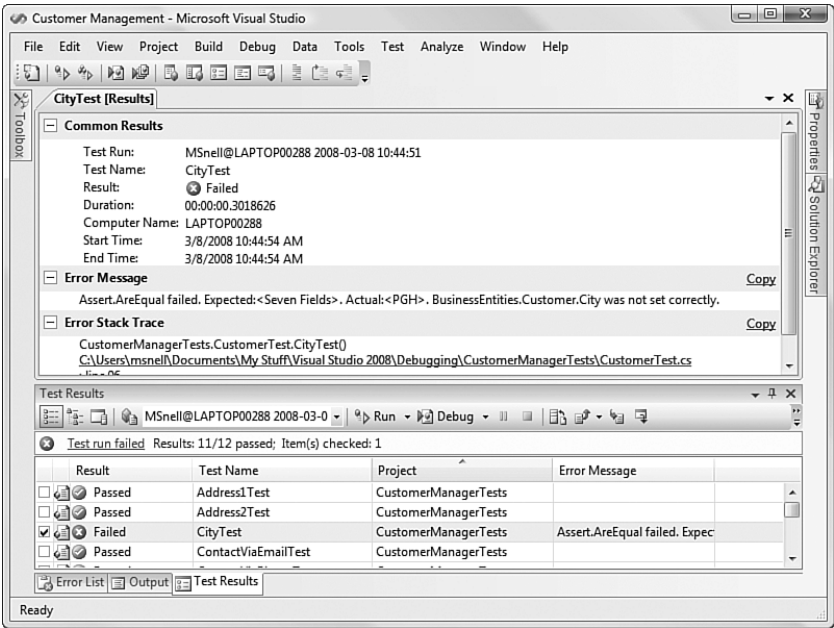 Customer Management - Microsoft Visual Studio
File Edit View Project Build Debug Data Tools Test Analyze Window Help
Toolbox
CityTest [Results]
Common Results
Test Run: MSnell@LAPTOP00288 2008-03-08 10:44:51
Test Name: CityTest
Result: Failed
Duration: 00:00:00.3018626
Computer Name: LAPTOP00288
Start Time: 3/8/2008 10:44:54 AM
End Time: 3/8/2008 10:44:54 AM
Error Message Copy
Assert.AreEqual failed. Expected:<Seven Fields>. Actual:<PGH>. BusinessEntities.Customer.City was not set correctly.
Error Stack Trace Copy
CustomerManagerTests.CustomerTest.CityTest()
C:\Users\msnell\Documents\My Stuff\Visual Studio 2008\Debugging\CustomerManagerTests\CustomerTest.cs
Properties
Solution Explorer
Test Results
MSnell@LAPTOP00288 2008-03-0 Run Debug
Test run failed Results: 11/12 passed; Item(s) checked: 1
Result Test Name Project Error Message
Passed Address1Test CustomerManagerTests
Passed Address2Test CustomerManagerTests
Failed CityTest CustomerManagerTests Assert.AreEqual failed. Expec
Passed ContactViaEmailTest CustomerManagerTests
Error List Output Test Results
Ready